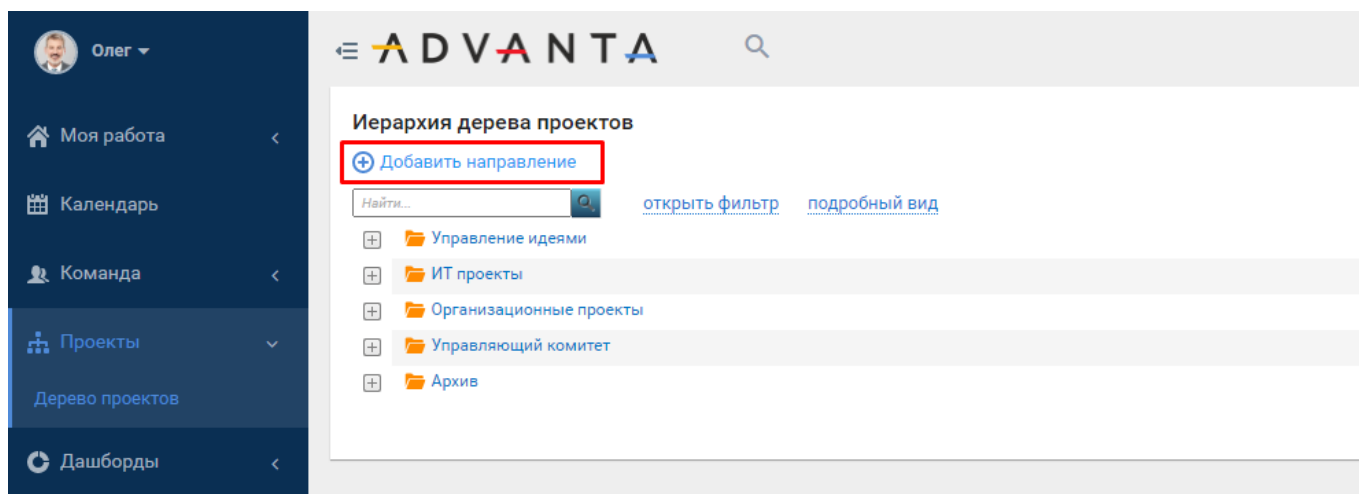 Олег
ADVANTA
Моя работа
Календарь
Команда
Проекты
Дерево проектов
Дашборды
Иерархия дерева проектов
Добавить направление
Найти... открыть фильтр подробный вид
Управление идеями
ИТ проекты
Организационные проекты
Управляющий комитет
Архив